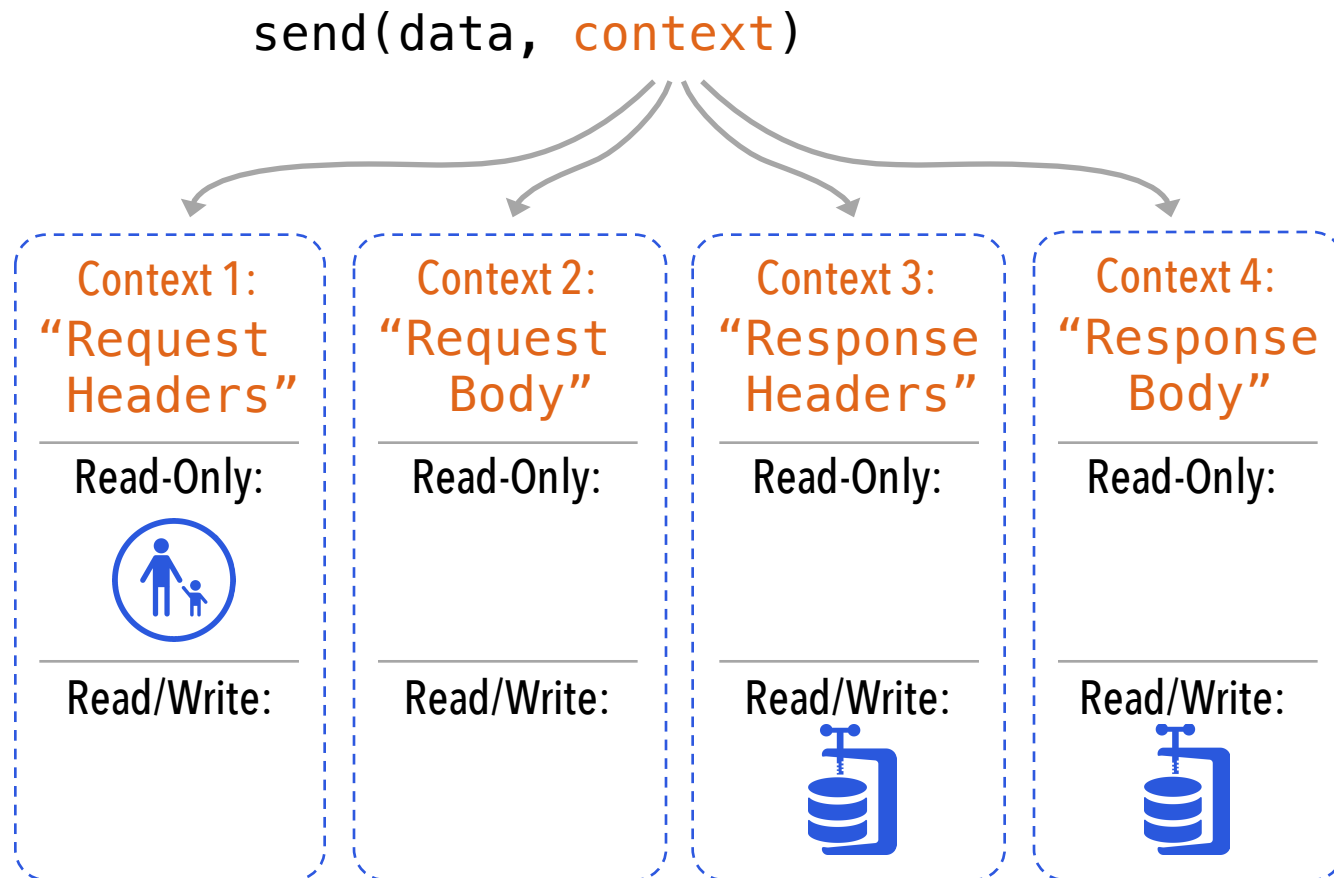 send(data, context)
Context 1:
“Request
Headers”
Read-Only:
Read/Write:
Context 2:
“Request
Body”
Read-Only:
Read/Write:
Context 3:
“Response
Headers”
Read-Only:
Read/Write:
Context 4:
“Response
Body”
Read-Only:
Read/Write: